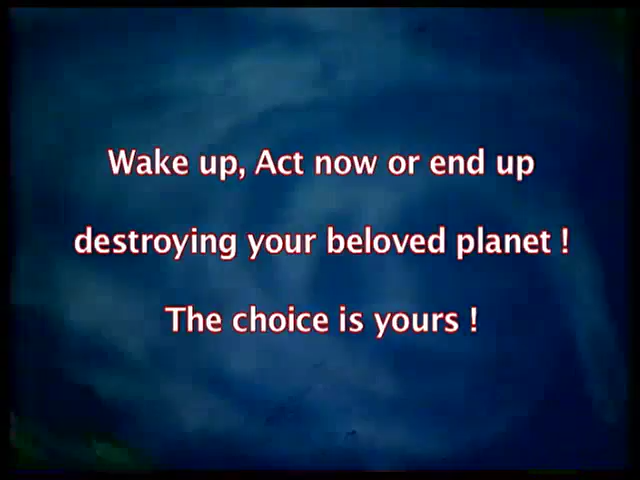 Wake up, Act now or end up
destroying your beloved planet !
The choice is yours !